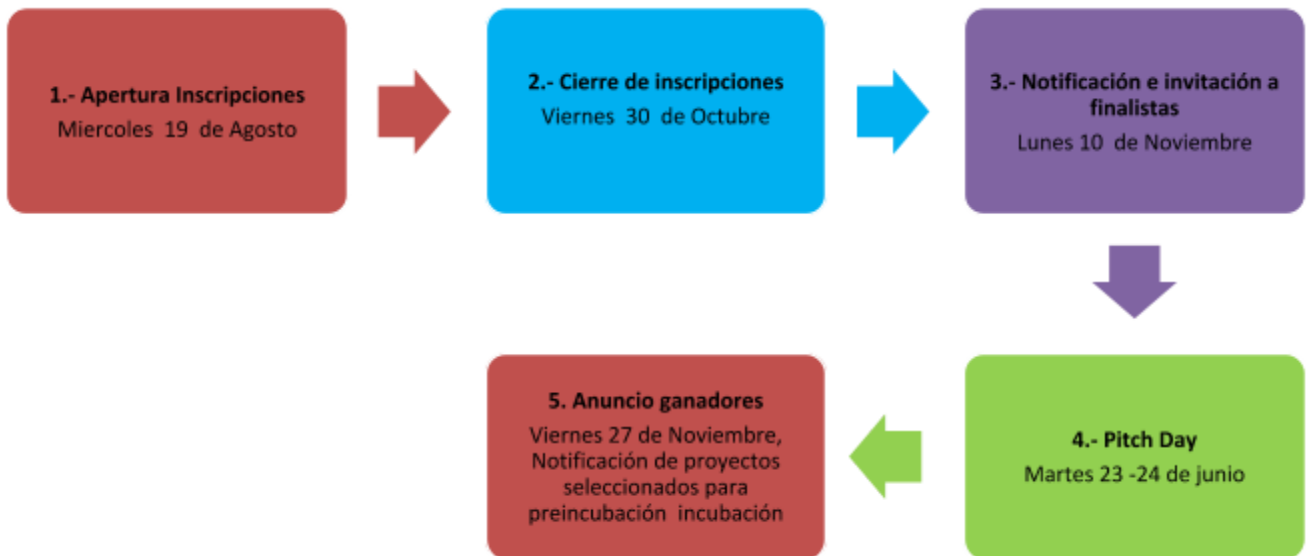 1.- Apertura Inscripciones
Miercoles 19 de Agosto
2.- Cierre de inscripciones
Viernes 30 de Octubre
3.- Notificación e invitación a
finalistas
Lunes 10 de Noviembre
4.- Pitch Day
Martes 23 -24 de junio
5. Anuncio ganadores
Viernes 27 de Noviembre,
Notificación de proyectos
seleccionados para
preincubación incubación